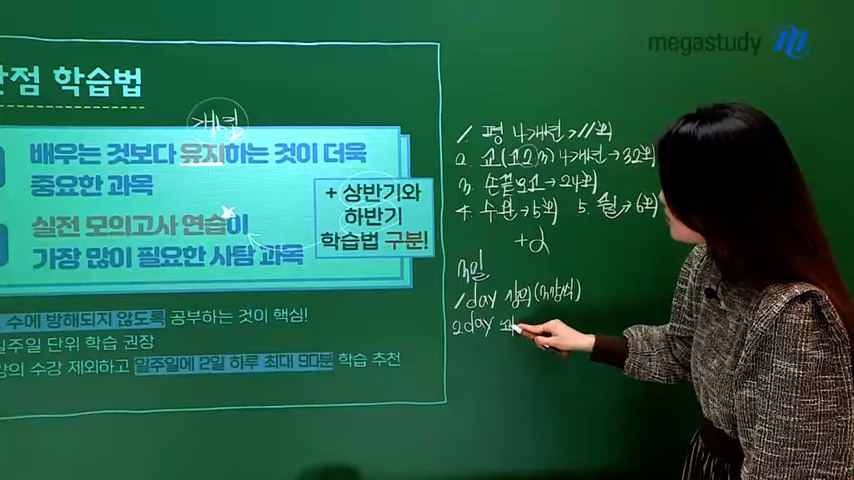 megastudy
학습법
개념
배우는 것보다 유지하는 것이 더욱
중요한 과목
실전 모의고사 연습이
가장 많이 필요한 사탐 과목
+ 상반기와
하반기
학습법 구분!
수에 방해되지 않도록 공부하는 것이 핵심!
일주일 단위 학습 권장
수강 제외하고 일주일에 2일 하루 최대 90분 학습 추천
1. 평 4개년 > 11회
2. 교(고2, 3) 4개년 → 32회
3. 손끝모고 → 24회
4. 수완 → 5회 5. → 6회
+α
3일
1day 강의(3강씩)
2day